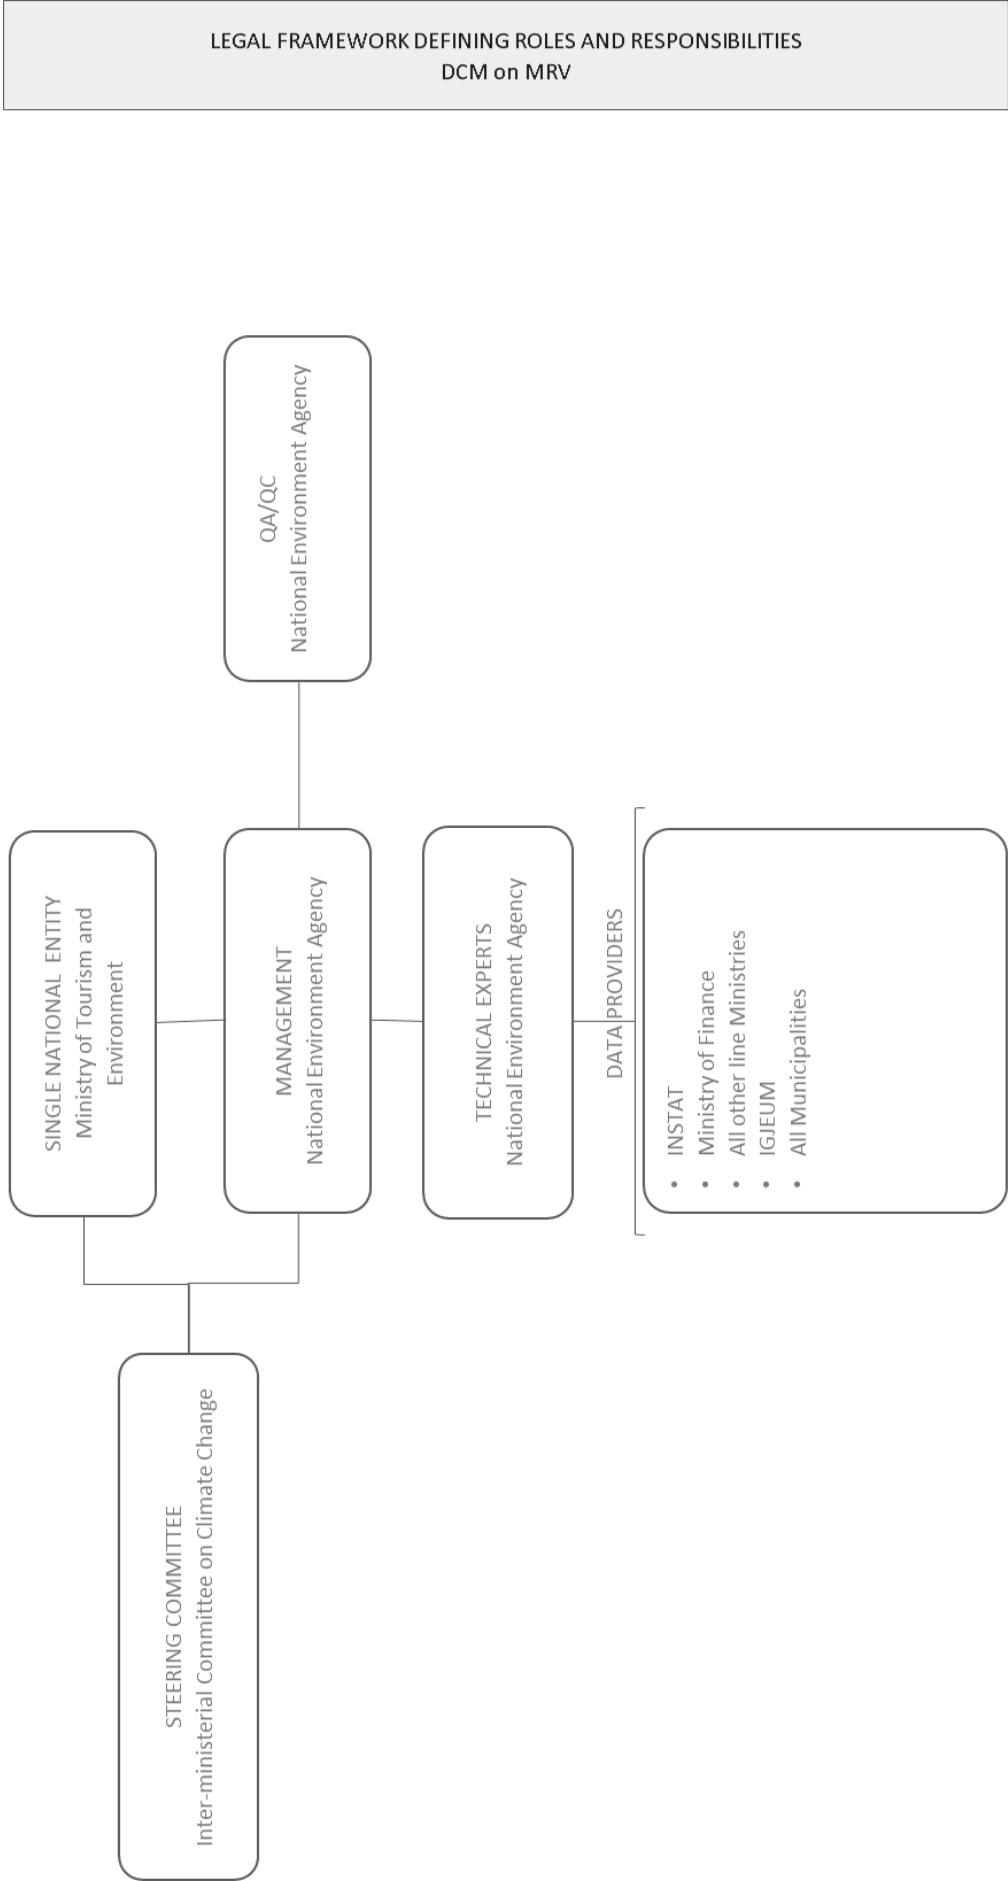 LEGAL FRAMEWORK DEFINING ROLES AND RESPONSIBILITIES
DCM on MRV
STEERING COMMITTEE
Inter-ministerial Committee on Climate Change
SINGLE NATIONAL ENTITY
Ministry of Tourism and
Environment
MANAGEMENT
National Environment Agency
QA/QC
National Environment Agency
TECHNICAL EXPERTS
National Environment Agency
DATA PROVIDERS
• INSTAT
• Ministry of Finance
• All other line Ministries
• IGJEUM
• All Municipalities